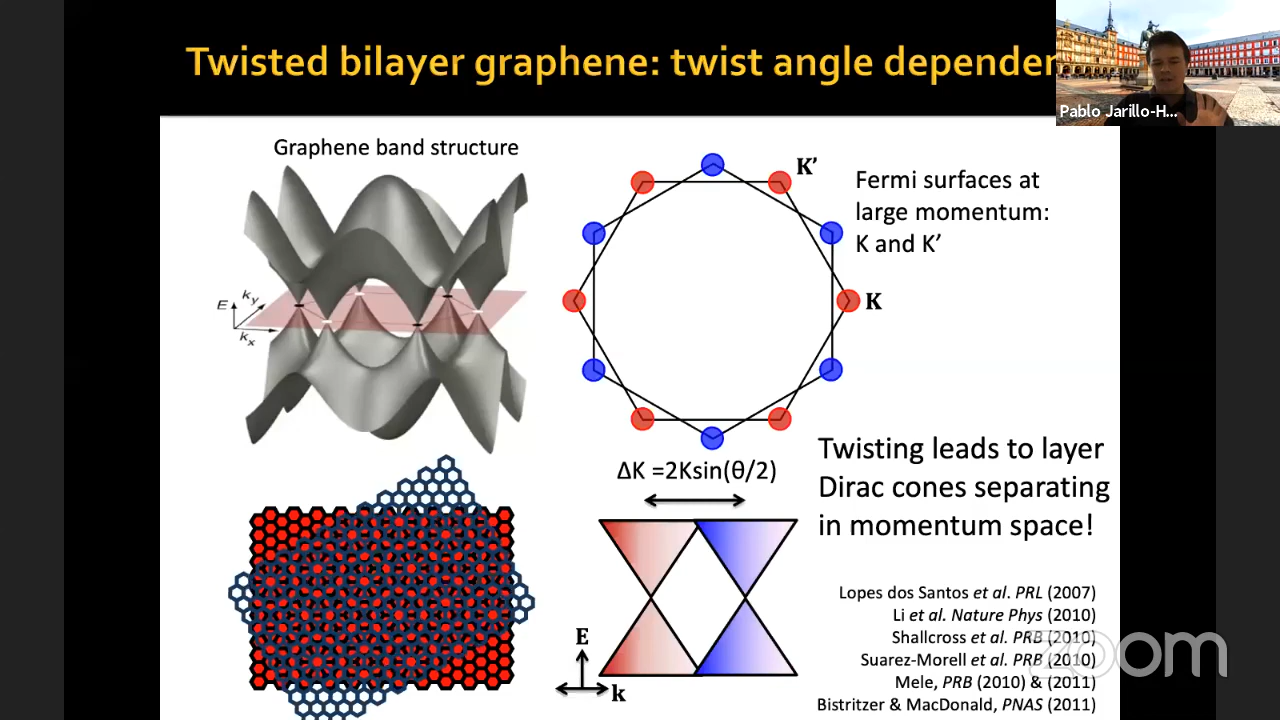 Twisted bilayer graphene: twist angle depender
Pablo Jarillo-H...
Graphene band structure
E
ky
kx
K’
K
Fermi surfaces at
large momentum:
K and K’
ΔK =2Ksin(θ/2)
E
k
Twisting leads to layer
Dirac cones separating
in momentum space!
Lopes dos Santos et al. PRL (2007)
Li et al. Nature Phys (2010)
Shallcross et al. PRB (2010)
Suarez-Morell et al. PRB (2010)
Mele, PRB (2010) & (2011)
Bistritzer & MacDonald, PNAS (2011)
zoom